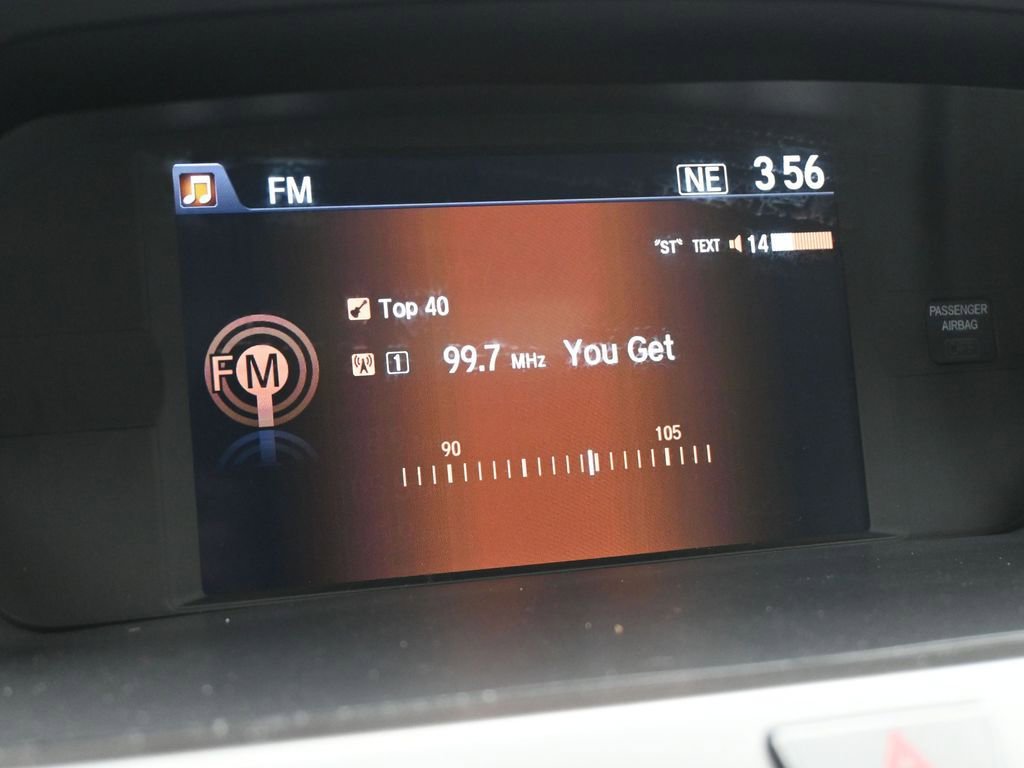 FM NE 3 56
"ST" TEXT 14
Top 40
FM 1 99.7 MHz You Get
90 105
PASSENGER
AIRBAG